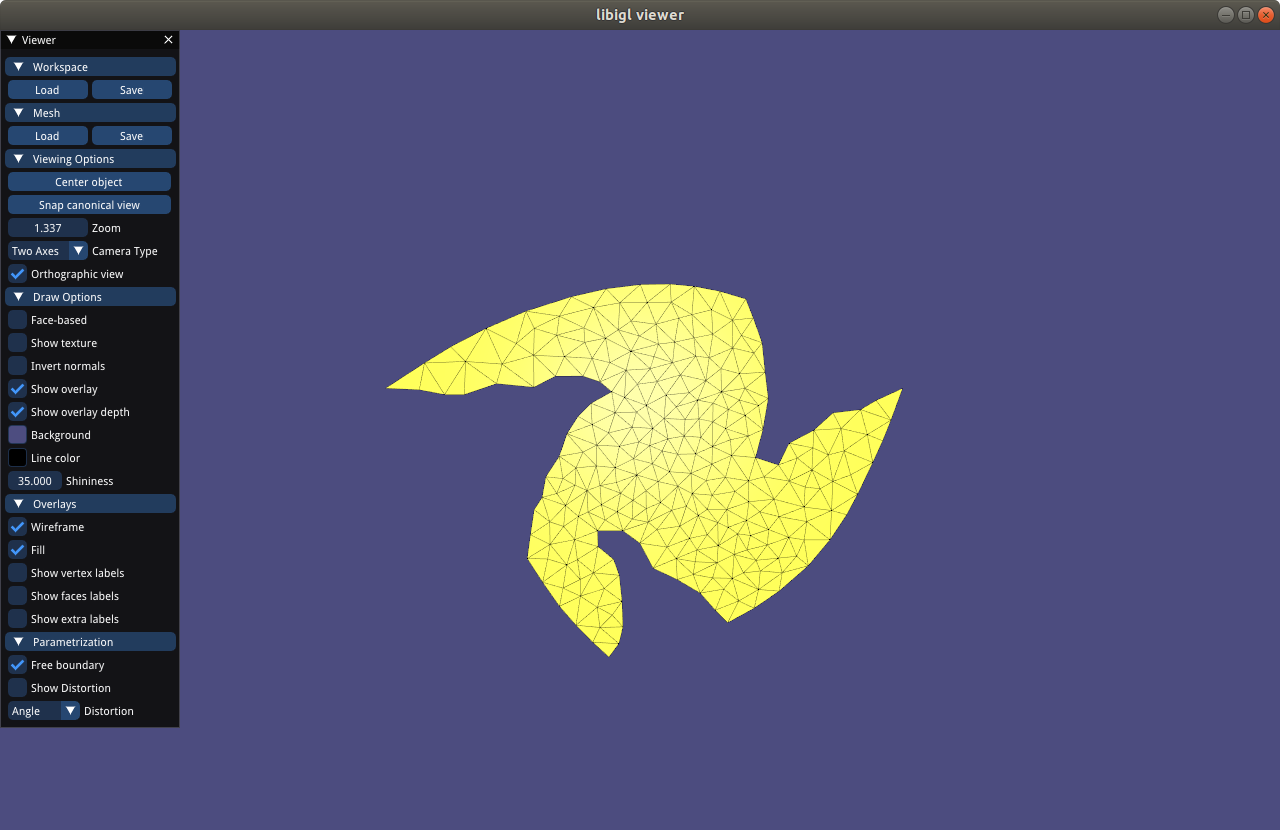 libigl viewer
Viewer
Workspace
Load Save
Mesh
Load Save
Viewing Options
Center object
Snap canonical view
1.337 Zoom
Two Axes Camera Type
Orthographic view
Draw Options
Face-based
Show texture
Invert normals
Show overlay
Show overlay depth
Background
Line color
35.000 Shininess
Overlays
Wireframe
Fill
Show vertex labels
Show faces labels
Show extra labels
Parametrization
Free boundary
Show Distortion
Angle Distortion